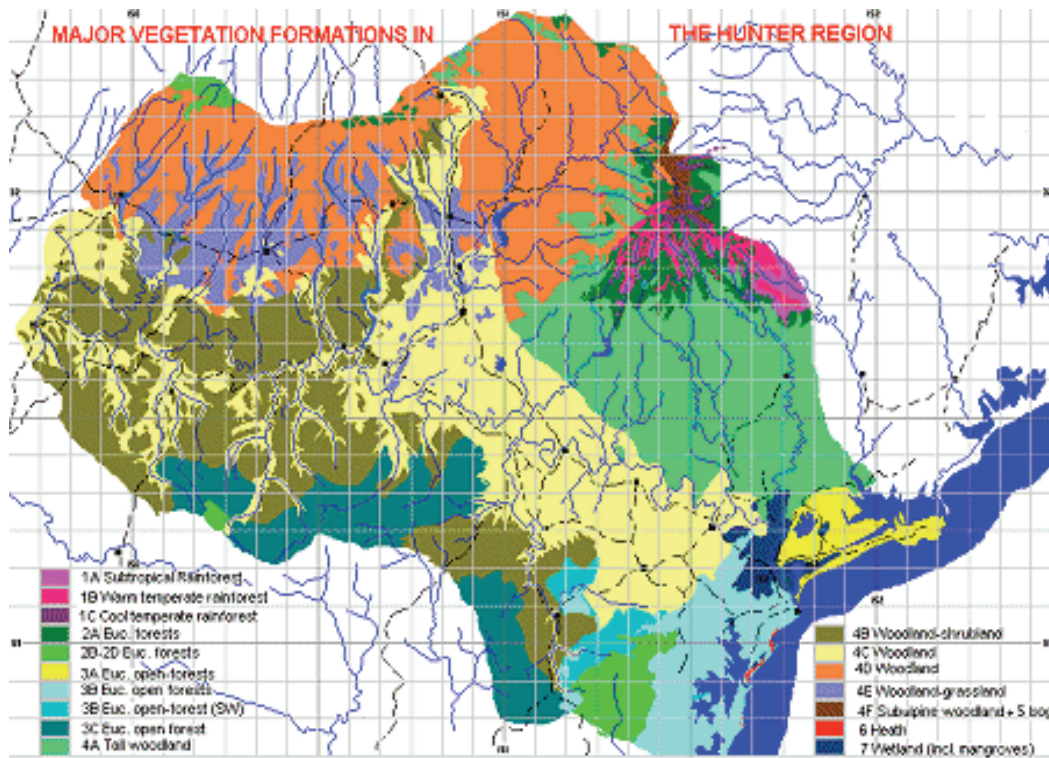 MAJOR VEGETATION FORMATIONS IN THE HUNTER REGION
1A Subtropical Rainforest
1B Warm temperate rainforest
1C Cool temperate rainforest
2A Euc. forests
2B-2D Euc. forests
3A Euc. open-forests
3B Euc. open forests
3B Euc. open-forest (SW)
3C Euc. open forest
4A Tall woodland
4B Woodland-shrubland
4C Woodland
4D Woodland
4E Woodland-grassland
4F Subalpine woodland + 5 bog
6 Heath
7 Wetland (incl. mangroves)